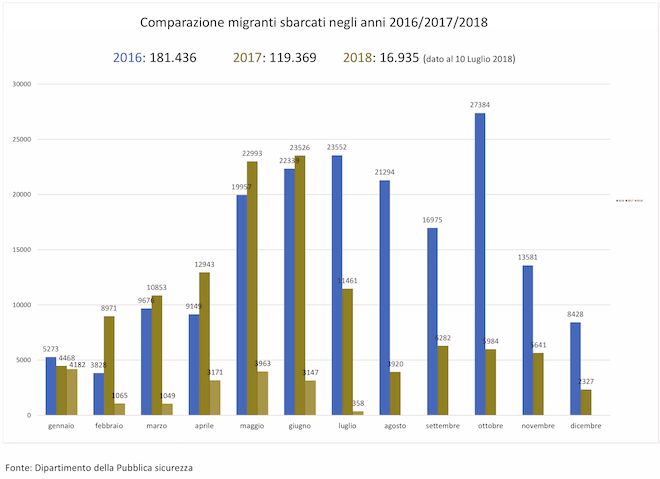 Comparazione migranti sbarcati negli anni 2016/2017/2018
2016: 181.436 2017: 119.369 2018: 16.935 (dato al 10 Luglio 2018)
30000
25000
20000
15000
10000
5000
0
5273 4468 4182
3828 8971 1065
9676 10853 1049
9149 12943 3171
19957 22993 3963
22339 23526 3147
23552 11461 358
21294 3920
16975 6282
27384 5984
13581 5641
8428 2327
gennaio febbraio marzo aprile maggio giugno luglio agosto settembre ottobre novembre dicembre
Fonte: Dipartimento della Pubblica sicurezza